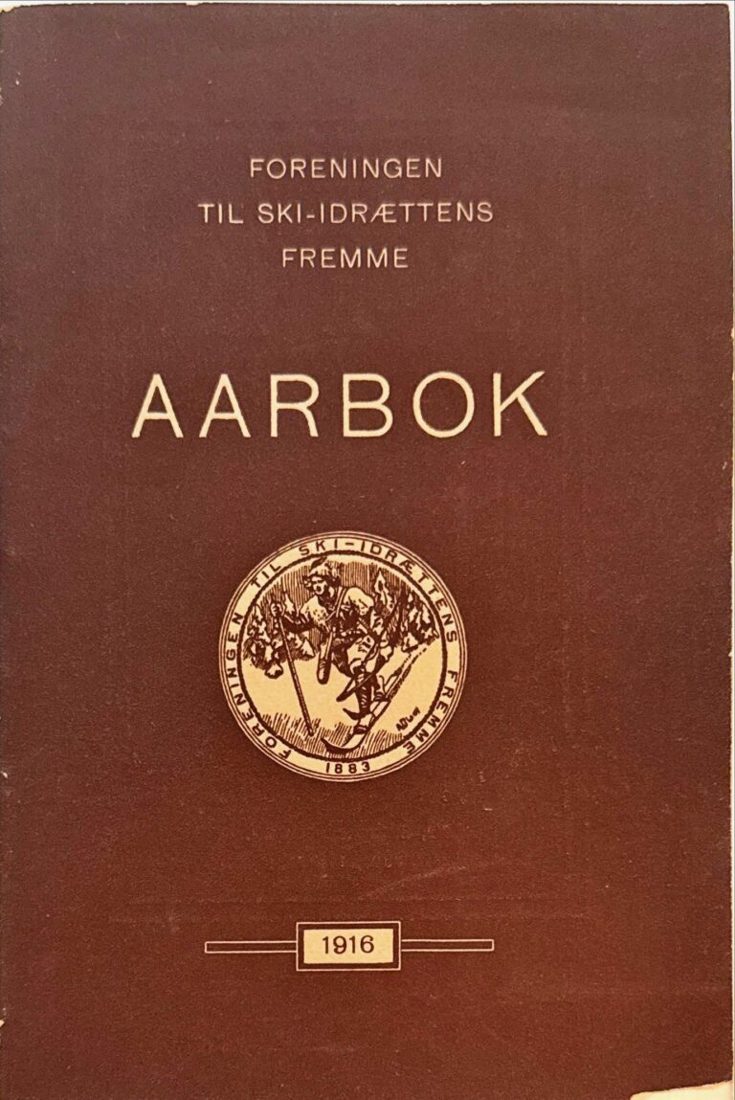 FORENINGEN
TIL SKI-IDRÆTTENS
FREMME
AARBOK
FORENINGEN TIL SKI-IDRÆTTENS FREMME
1883
1916